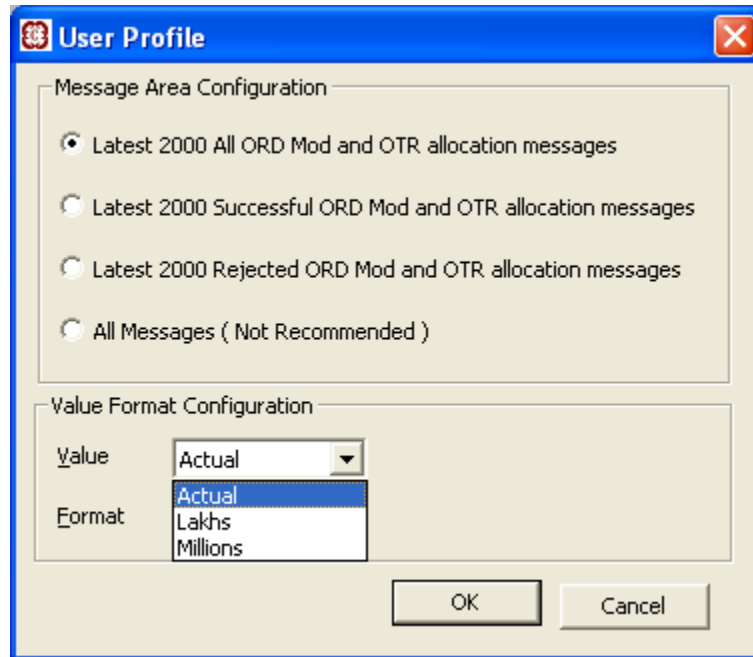 User Profile
Message Area Configuration
Latest 2000 All ORD Mod and OTR allocation messages
Latest 2000 Successful ORD Mod and OTR allocation messages
Latest 2000 Rejected ORD Mod and OTR allocation messages
All Messages ( Not Recommended )
Value Format Configuration
Value Actual
Actual
Format Lakhs
Millions
OK Cancel